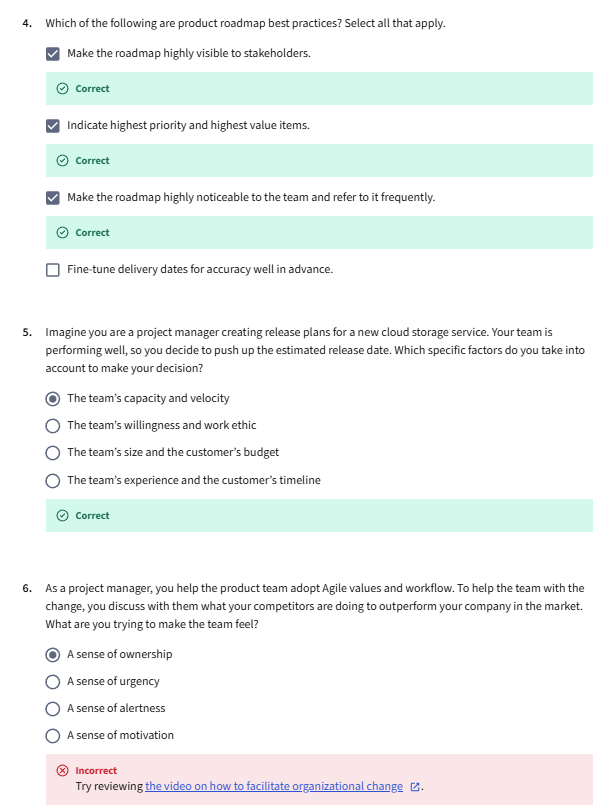 4. Which of the following are product roadmap best practices? Select all that apply.
Make the roadmap highly visible to stakeholders.
Correct
Indicate highest priority and highest value items.
Correct
Make the roadmap highly noticeable to the team and refer to it frequently.
Correct
Fine-tune delivery dates for accuracy well in advance.
5. Imagine you are a project manager creating release plans for a new cloud storage service. Your team is
performing well, so you decide to push up the estimated release date. Which specific factors do you take into
account to make your decision?
The team’s capacity and velocity
The team’s willingness and work ethic
The team’s size and the customer’s budget
The team’s experience and the customer’s timeline
Correct
6. As a project manager, you help the product team adopt Agile values and workflow. To help the team with the
change, you discuss with them what your competitors are doing to outperform your company in the market.
What are you trying to make the team feel?
A sense of ownership
A sense of urgency
A sense of alertness
A sense of motivation
Incorrect
Try reviewing the video on how to facilitate organizational change.